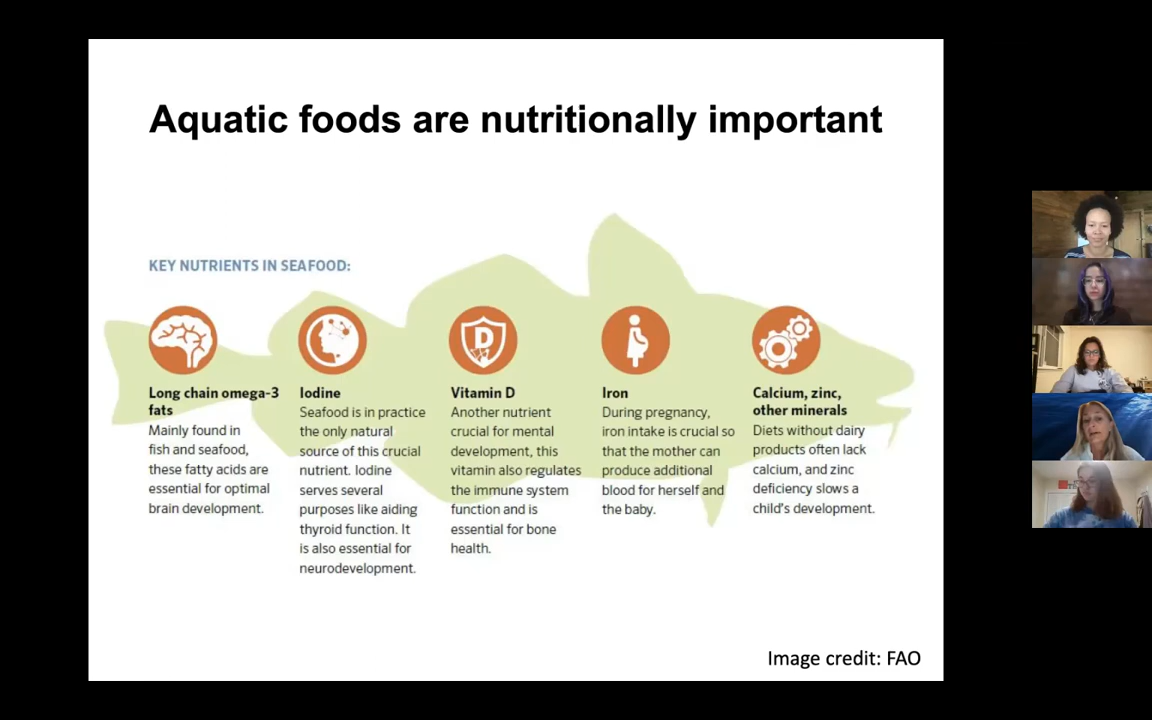 Aquatic foods are nutritionally important
KEY NUTRIENTS IN SEAFOOD:
D
Long chain omega-3
fats
Mainly found in
fish and seafood,
these fatty acids are
essential for optimal
brain development.
Iodine
Seafood is in practice
the only natural
source of this crucial
nutrient. Iodine
serves several
purposes like aiding
thyroid function. It
is also essential for
neurodevelopment.
Vitamin D
Another nutrient
crucial for mental
development, this
vitamin also regulates
the immune system
function and is
essential for bone
health.
Iron
During pregnancy,
iron intake is crucial so
that the mother can
produce additional
blood for herself and
the baby.
Calcium, zinc,
other minerals
Diets without dairy
products often lack
calcium, and zinc
deficiency slows a
child's development.
Image credit: FAO